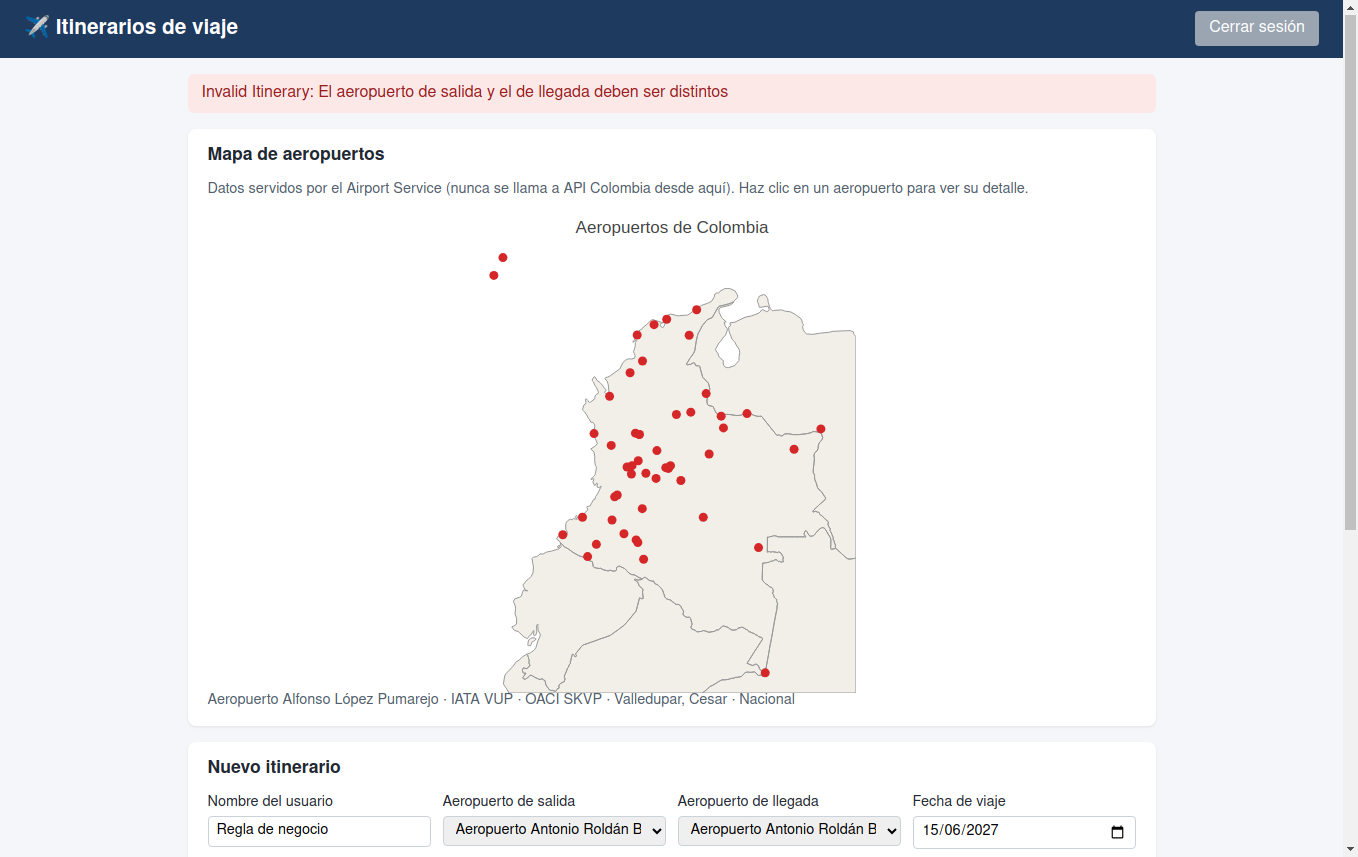 Itinerarios de viaje
Cerrar sesión
Invalid Itinerary: El aeropuerto de salida y el de llegada deben ser distintos
Mapa de aeropuertos
Datos servidos por el Airport Service (nunca se llama a API Colombia desde aquí). Haz clic en un aeropuerto para ver su detalle.
Aeropuertos de Colombia
Aeropuerto Alfonso López Pumarejo · IATA VUP · OACI SKVP · Valledupar, Cesar · Nacional
Nuevo itinerario
Nombre del usuario
Aeropuerto de salida
Aeropuerto de llegada
Fecha de viaje
Regla de negocio
Aeropuerto Antonio Roldán B
Aeropuerto Antonio Roldán B
15/06/2027